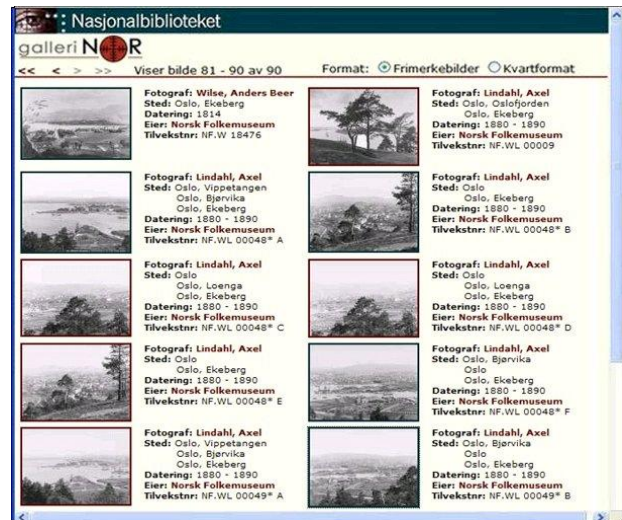 Nasjonalbiblioteket
galleri NOR
<< < > >> Viser bilde 81 - 90 av 90 Format: Frimerkebilder Kvartformat
Fotograf: Wilse, Anders Beer
Sted: Oslo, Ekeberg
Datering: 1814
Eier: Norsk Folkemuseum
Tilvekstnr: NF.W 18476
Fotograf: Lindahl, Axel
Sted: Oslo, Oslofjorden
Oslo, Ekeberg
Datering: 1880 - 1890
Eier: Norsk Folkemuseum
Tilvekstnr: NF.WL 00009
Fotograf: Lindahl, Axel
Sted: Oslo, Vippetangen
Oslo, Bjørvika
Oslo, Ekeberg
Datering: 1880 - 1890
Eier: Norsk Folkemuseum
Tilvekstnr: NF.WL 00048* A
Fotograf: Lindahl, Axel
Sted: Oslo
Oslo, Ekeberg
Datering: 1880 - 1890
Eier: Norsk Folkemuseum
Tilvekstnr: NF.WL 00048* B
Fotograf: Lindahl, Axel
Sted: Oslo
Oslo, Loenga
Oslo, Ekeberg
Datering: 1880 - 1890
Eier: Norsk Folkemuseum
Tilvekstnr: NF.WL 00048* C
Fotograf: Lindahl, Axel
Sted: Oslo
Oslo, Loenga
Oslo, Ekeberg
Datering: 1880 - 1890
Eier: Norsk Folkemuseum
Tilvekstnr: NF.WL 00048* D
Fotograf: Lindahl, Axel
Sted: Oslo
Oslo, Ekeberg
Datering: 1880 - 1890
Eier: Norsk Folkemuseum
Tilvekstnr: NF.WL 00048* E
Fotograf: Lindahl, Axel
Sted: Oslo, Bjørvika
Oslo
Oslo, Ekeberg
Datering: 1880 - 1890
Eier: Norsk Folkemuseum
Tilvekstnr: NF.WL 00048* F
Fotograf: Lindahl, Axel
Sted: Oslo, Vippetangen
Oslo, Bjørvika
Oslo, Ekeberg
Datering: 1880 - 1890
Eier: Norsk Folkemuseum
Tilvekstnr: NF.WL 00049* A
Fotograf: Lindahl, Axel
Sted: Oslo, Bjørvika
Oslo
Oslo, Ekeberg
Datering: 1880 - 1890
Eier: Norsk Folkemuseum
Tilvekstnr: NF.WL 00049* B